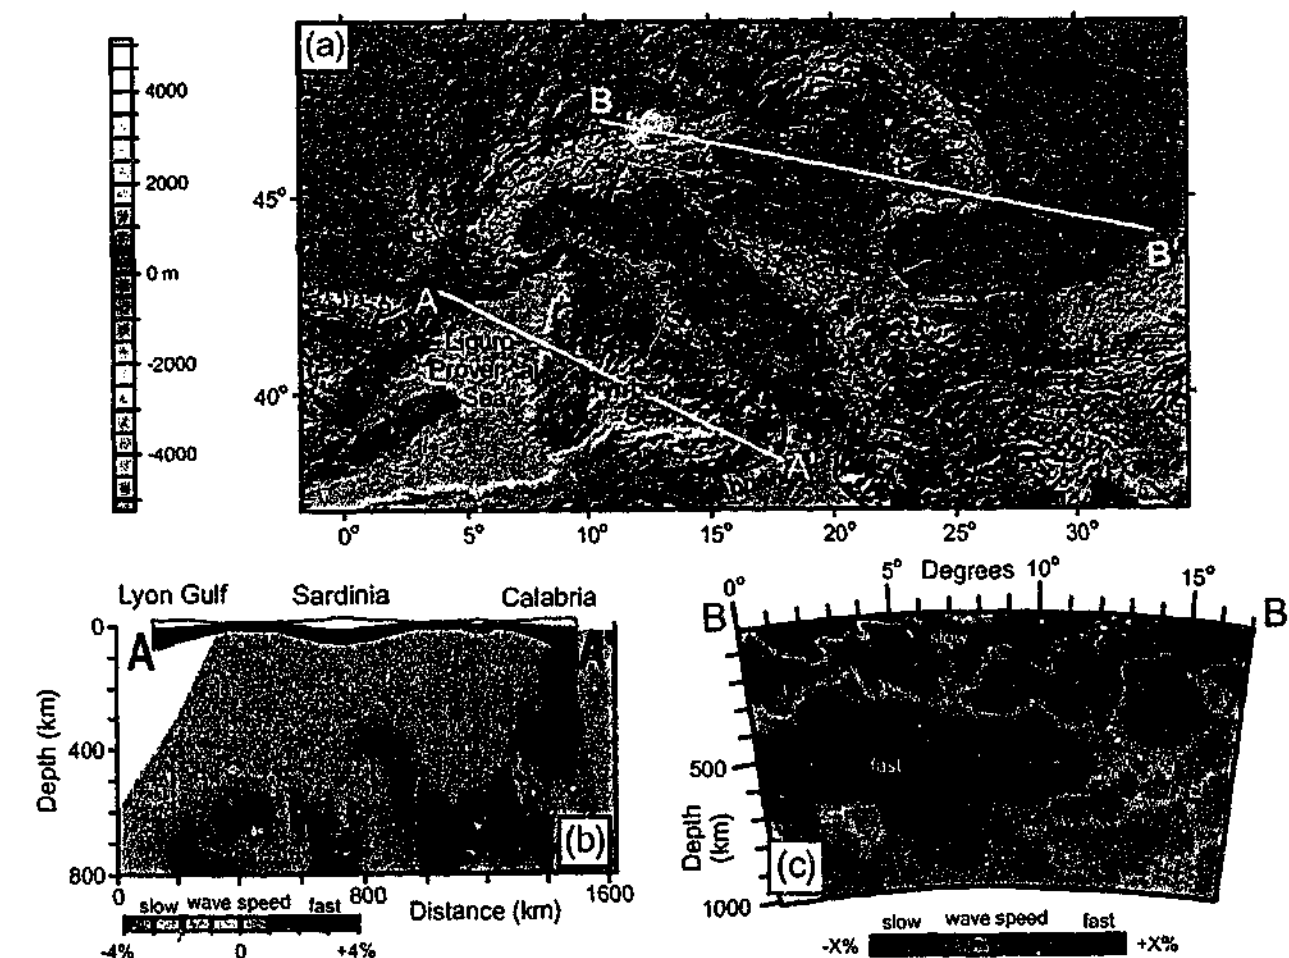 (a)
4000
2000
0 m
-2000
-4000
B
B
45°
A
Liguro
Provençal
Sea
40°
A
0°
5°
10°
15°
20°
25°
30°
Lyon Gulf
Sardinia
Calabria
0
A
A
Depth (km)
400
800
(b)
0
800
1600
Distance (km)
slow wave speed fast
-4%
0
+4%
0°
5°
Degrees
10°
15°
B
B
slow
fast
500
Depth
(km)
1000
(c)
slow wave speed fast
-X%
+X%